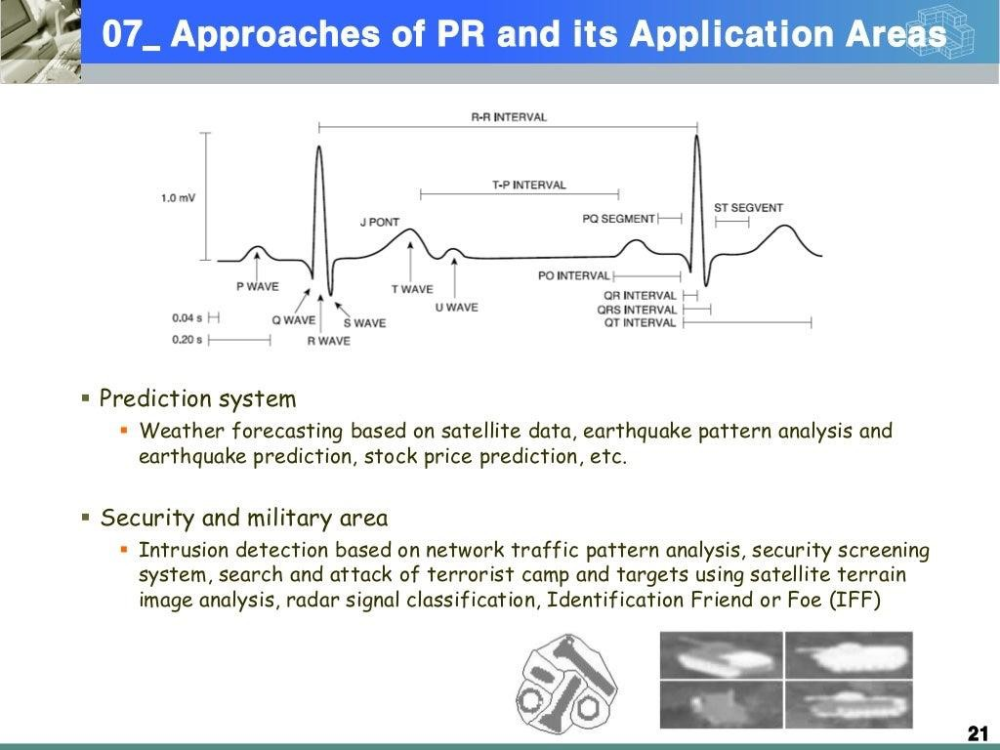 07_ Approaches of PR and its Application Areas
R-R INTERVAL
T-P INTERVAL
1.0 mV
ST SEGVENT
PQ SEGMENT
J PONT
PO INTERVAL
P WAVE
T WAVE
QR INTERVAL
U WAVE
QRS INTERVAL
0.04 s
Q WAVE
S WAVE
QT INTERVAL
0.20 s
R WAVE
Prediction system
Weather forecasting based on satellite data, earthquake pattern analysis and
earthquake prediction, stock price prediction, etc.
Security and military area
Intrusion detection based on network traffic pattern analysis, security screening
system, search and attack of terrorist camp and targets using satellite terrain
image analysis, radar signal classification, Identification Friend or Foe (IFF)
21